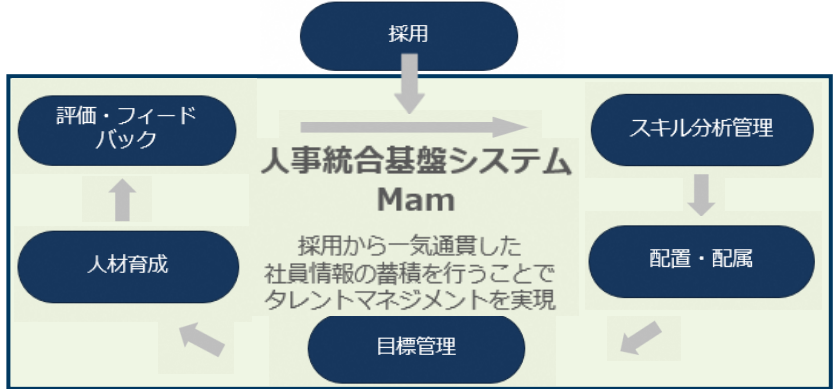 採用
評価・フィード
バック
スキル分析管理
人事統合基盤システム
Mam
採用から一気通貫した
社員情報の蓄積を行うことで
タレントマネジメントを実現
人材育成
配置・配属
目標管理